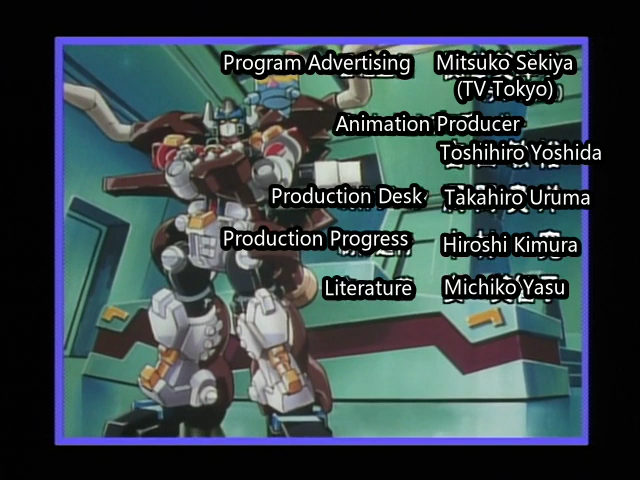 Program Advertising Mitsuko Sekiya
(TV Tokyo)
Animation Producer
Toshihiro Yoshida
Production Desk Takahiro Uruma
Production Progress Hiroshi Kimura
Literature Michiko Yasu